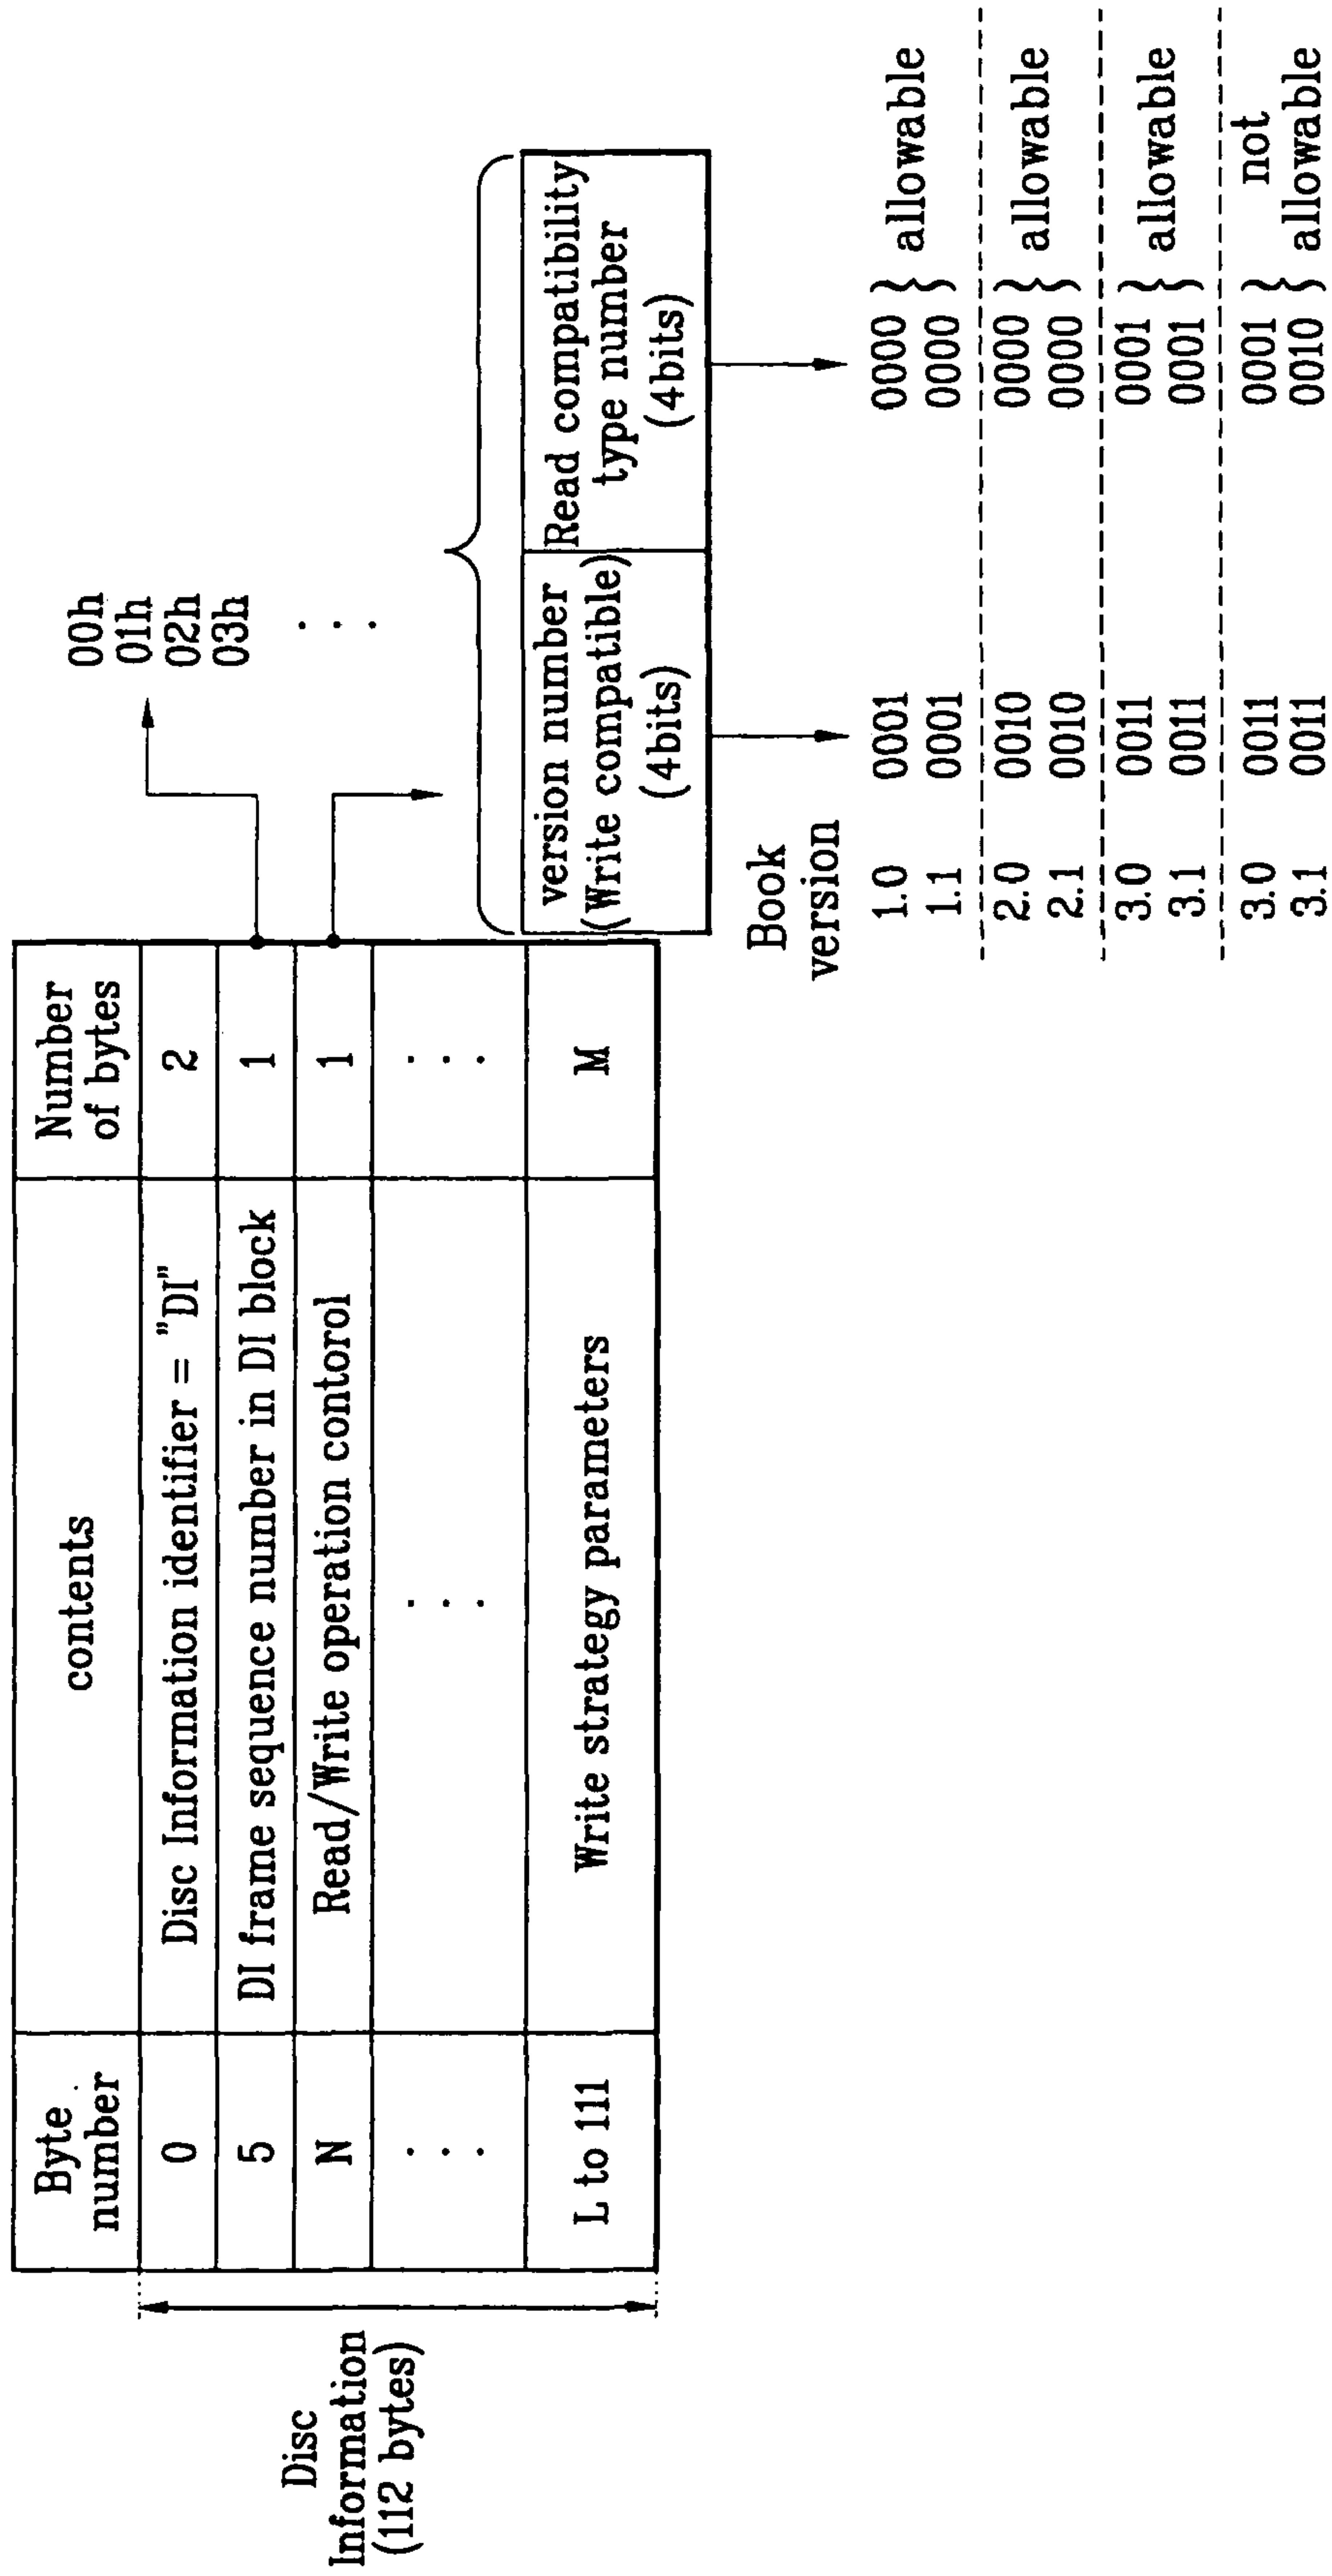 Byte number
contents
Number of bytes
0
Disc Information identifier = "DI"
2
5
DI frame sequence number in DI block
1
N
Read/Write operation contorol
1
. . .
. . .
. . .
L to 111
Write strategy parameters
M
Disc
Information
(112 bytes)
00h
01h
02h
03h
. . .
version number
(Write compatible)
(4bits)
Read compatibility
type number
(4bits)
Book
version
1.0 0001 0000 } allowable
1.1 0001 0000
2.0 0010 0000 } allowable
2.1 0010 0000
3.0 0011 0001 } allowable
3.1 0011 0001
3.0 0011 0001 } not
3.1 0011 0010 allowable